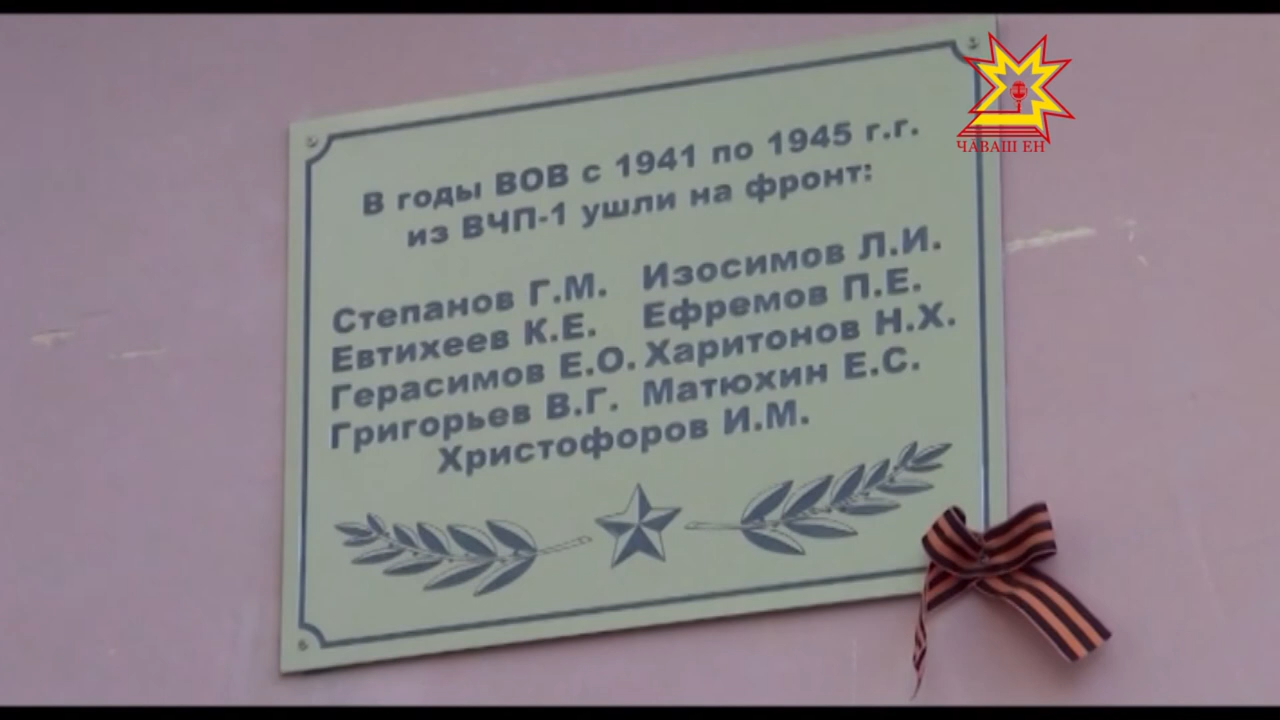 ЧĂВАШ ЕН
В годы ВОВ с 1941 по 1945 г.г.
из ВЧП-1 ушли на фронт:
Степанов Г.М. Изосимов Л.И.
Евтихеев К.Е. Ефремов П.Е.
Герасимов Е.О. Харитонов Н.Х.
Григорьев В.Г. Матюхин Е.С.
Христофоров И.М.